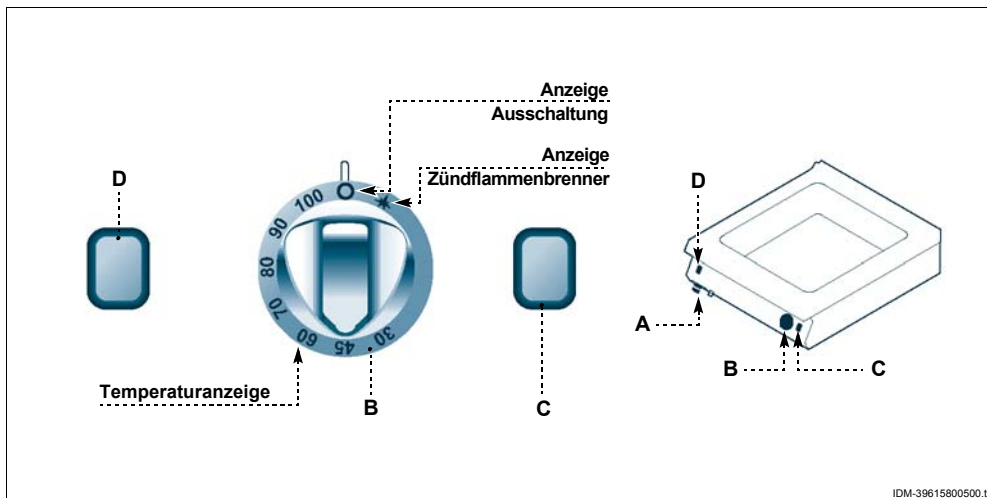 Anzeige
Ausschaltung
Anzeige
Zündflammenbrenner
D
100
90
80
70
60
45
30
Temperaturanzeige
B
C
D
A
B
C
IDM-39615800500.t